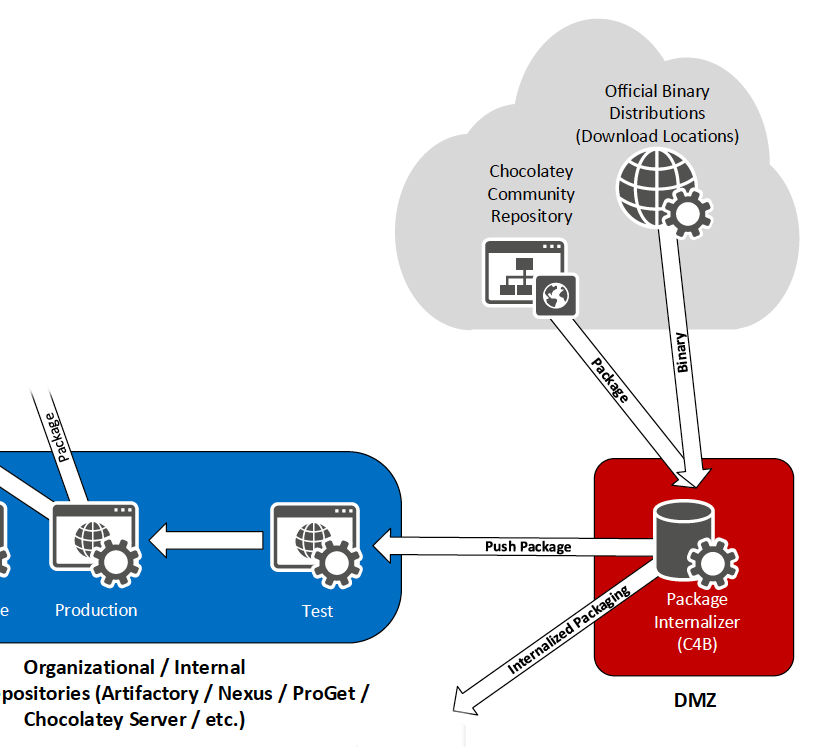 Official Binary
Distributions
(Download Locations)
Chocolatey
Community
Repository
Binary
Package
Package
Push Package
Internalized Packaging
Package
Internalizer
(C4B)
DMZ
e
Production
Test
Organizational / Internal
positories (Artifactory / Nexus / ProGet /
Chocolatey Server / etc.)